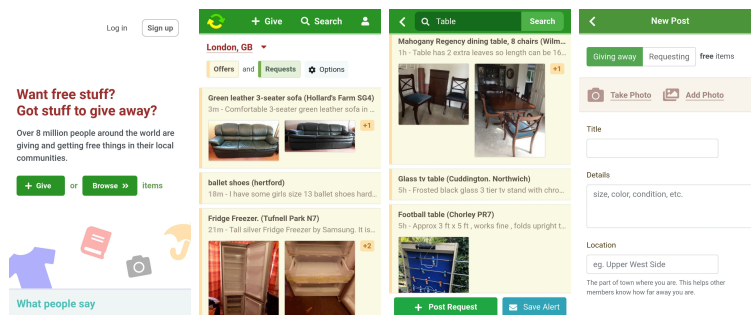 Log in
Sign up
Want free stuff?
Got stuff to give away?
Over 8 million people around the world are
giving and getting free things in their local
communities.
+ Give or Browse » items
What people say
+ Give
Search
London, GB
Offers and Requests Options
Green leather 3-seater sofa (Hollard's Farm SG4)
3m - Comfortable 3-seater green leather sofa in ...
+1
ballet shoes (hertford)
18m - I have some girls size 13 ballet shoes hard...
Fridge Freezer. (Tufnell Park N7)
21m - Tall silver Fridge Freezer by Samsung. It is...
+2
Table
Search
Mahogany Regency dining table, 8 chairs (Wilm...
1h - Table has 2 extra leaves so length can be 16...
+1
Glass tv table (Cuddington. Northwich)
5h - Frosted black glass 3 tier tv stand with chro...
Football table (Chorley PR7)
5h - Approx 3 ft x 5 ft , works fine , folds upright t...
+ Post Request
Save Alert
New Post
Giving away Requesting free items
Take Photo Add Photo
Title
Details
size, color, condition, etc.
Location
eg. Upper West Side
The part of town where you are. This helps other
members know how far away you are.